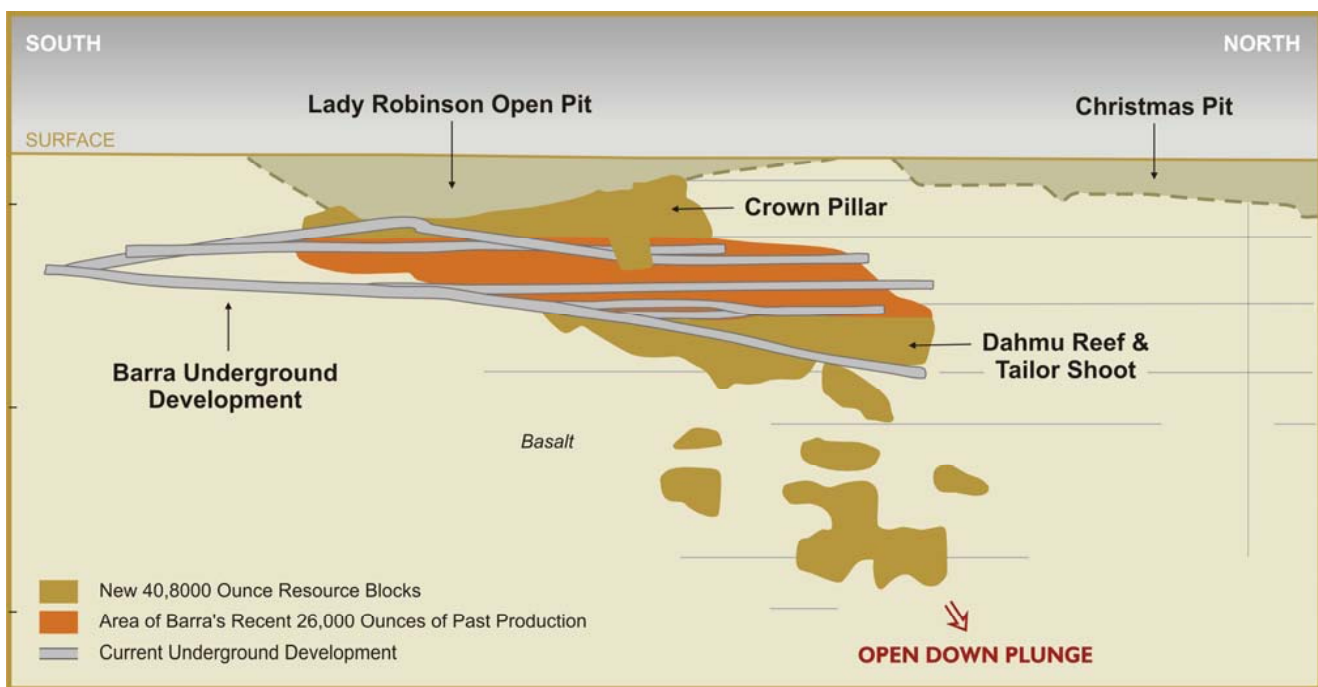 SOUTH
NORTH
Lady Robinson Open Pit
Christmas Pit
SURFACE
Crown Pillar
Dahmu Reef &
Tailor Shoot
Barra Underground
Development
Basalt
New 40,8000 Ounce Resource Blocks
Area of Barra's Recent 26,000 Ounces of Past Production
Current Underground Development
OPEN DOWN PLUNGE